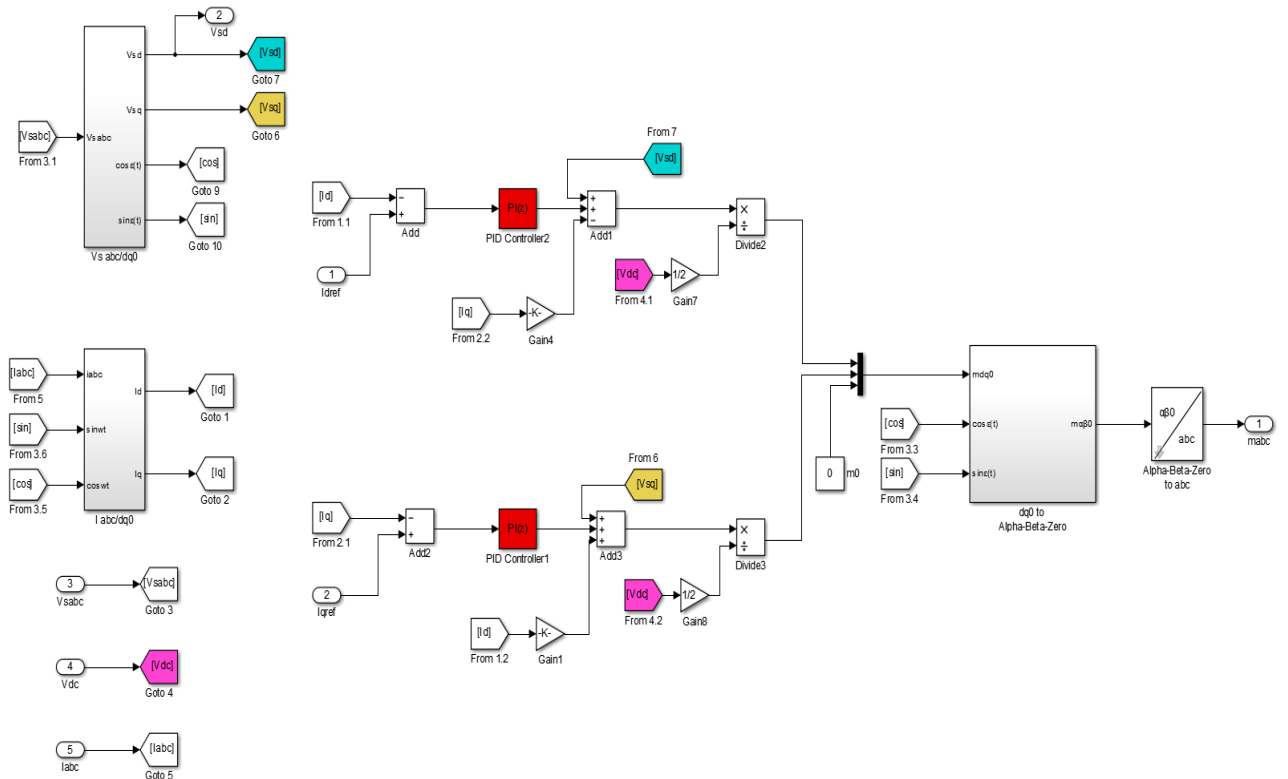 2
Vsd
Vsd
[Vsd]
Goto 7
Vsq
[Vsq]
Goto 6
[Vsabc]
Vsabc
From 3.1
cosε(t)
[cos]
Goto 9
sinε(t)
[sin]
Goto 10
Vs abc/dq0
From 7
[Vsd]
[Id]
From 1.1
−
+
Add
PI(z)
PID Controller2
+
+
−
Add1
×
÷
Divide2
1
Idref
[Vdc]
From 4.1
1/2
Gain7
[Iq]
From 2.2
-K-
Gain4
[Iabc]
From 5
iabc
Id
[Id]
Goto 1
[sin]
From 3.6
sinwt
[cos]
From 3.5
coswt
Iq
[Iq]
Goto 2
I abc/dq0
mdq0
[cos]
From 3.3
cosε(t)
[sin]
From 3.4
sinε(t)
mαβ0
dq0 to
Alpha-Beta-Zero
αβ0
abc
Alpha-Beta-Zero
to abc
1
mabc
0
m0
From 6
[Vsq]
[Iq]
From 2.1
−
+
Add2
PI(z)
PID Controller1
+
+
+
Add3
×
÷
Divide3
2
Iqref
[Vdc]
From 4.2
1/2
Gain8
[Id]
From 1.2
-K-
Gain1
3
Vsabc
[Vsabc]
Goto 3
4
Vdc
[Vdc]
Goto 4
5
Iabc
[Iabc]
Goto 5